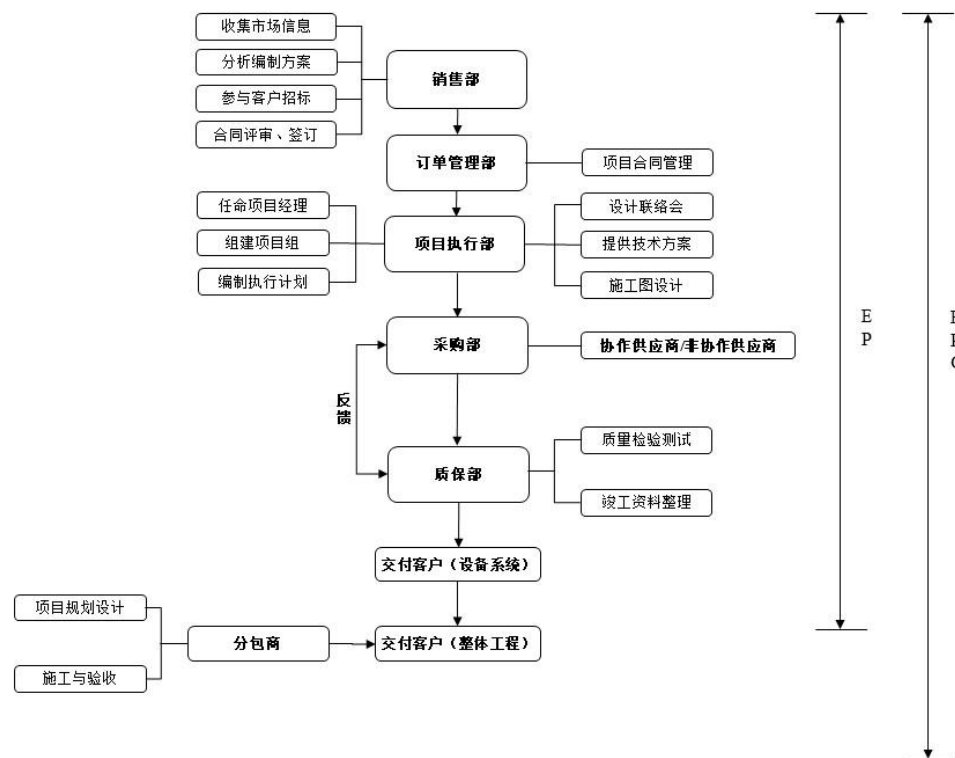 收集市场信息
分析编制方案
参与客户招标
合同评审、签订
销售部
订单管理部
项目合同管理
任命项目经理
组建项目组
编制执行计划
项目执行部
设计联络会
提供技术方案
施工图设计
采购部
协作供应商/非协作供应商
反馈
质保部
质量检验测试
竣工资料整理
交付客户（设备系统）
项目规划设计
施工与验收
分包商
交付客户（整体工程）
E
P